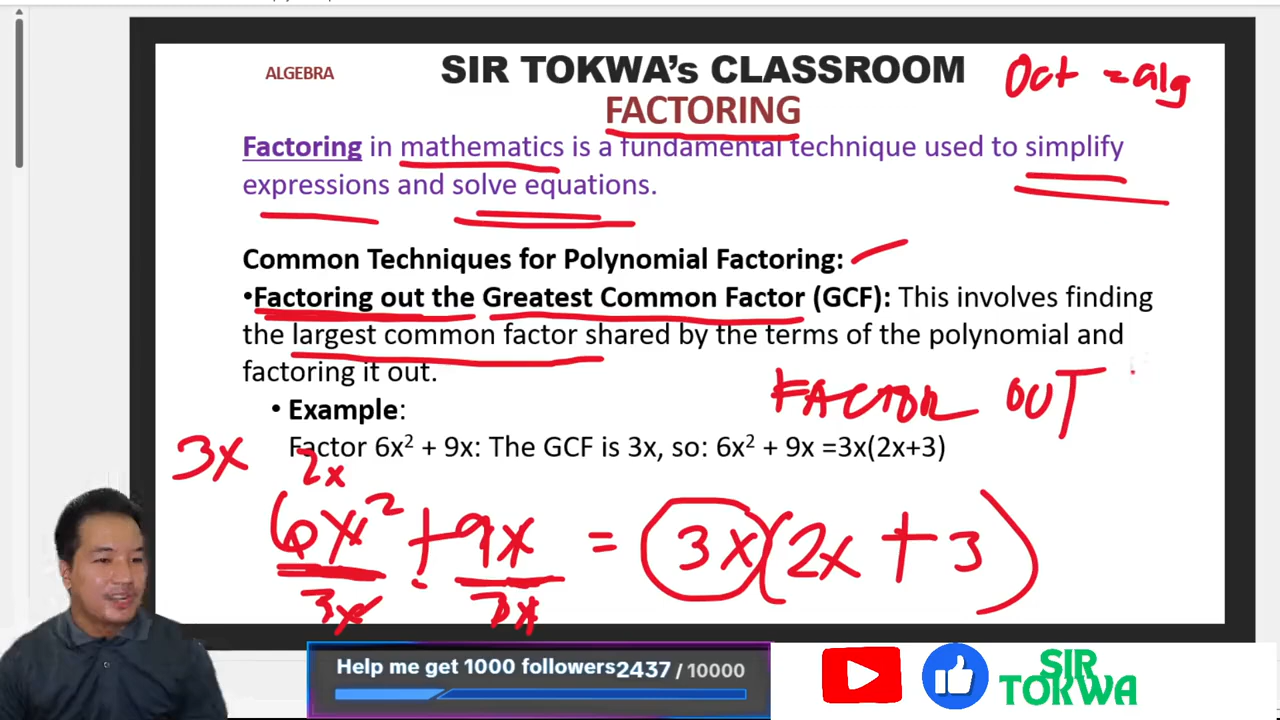 ALGEBRA
SIR TOKWA's CLASSROOM
Oct = alg
FACTORING
Factoring in mathematics is a fundamental technique used to simplify
expressions and solve equations.
Common Techniques for Polynomial Factoring:
•Factoring out the Greatest Common Factor (GCF): This involves finding
the largest common factor shared by the terms of the polynomial and
factoring it out.
• Example:
FACTOR OUT
Factor 6x² + 9x: The GCF is 3x, so: 6x² + 9x =3x(2x+3)
3x
2x
6x² + 9x = 3x(2x + 3)
3x 3x
Help me get 1000 followers2437 / 10000
SIR
TOKWA